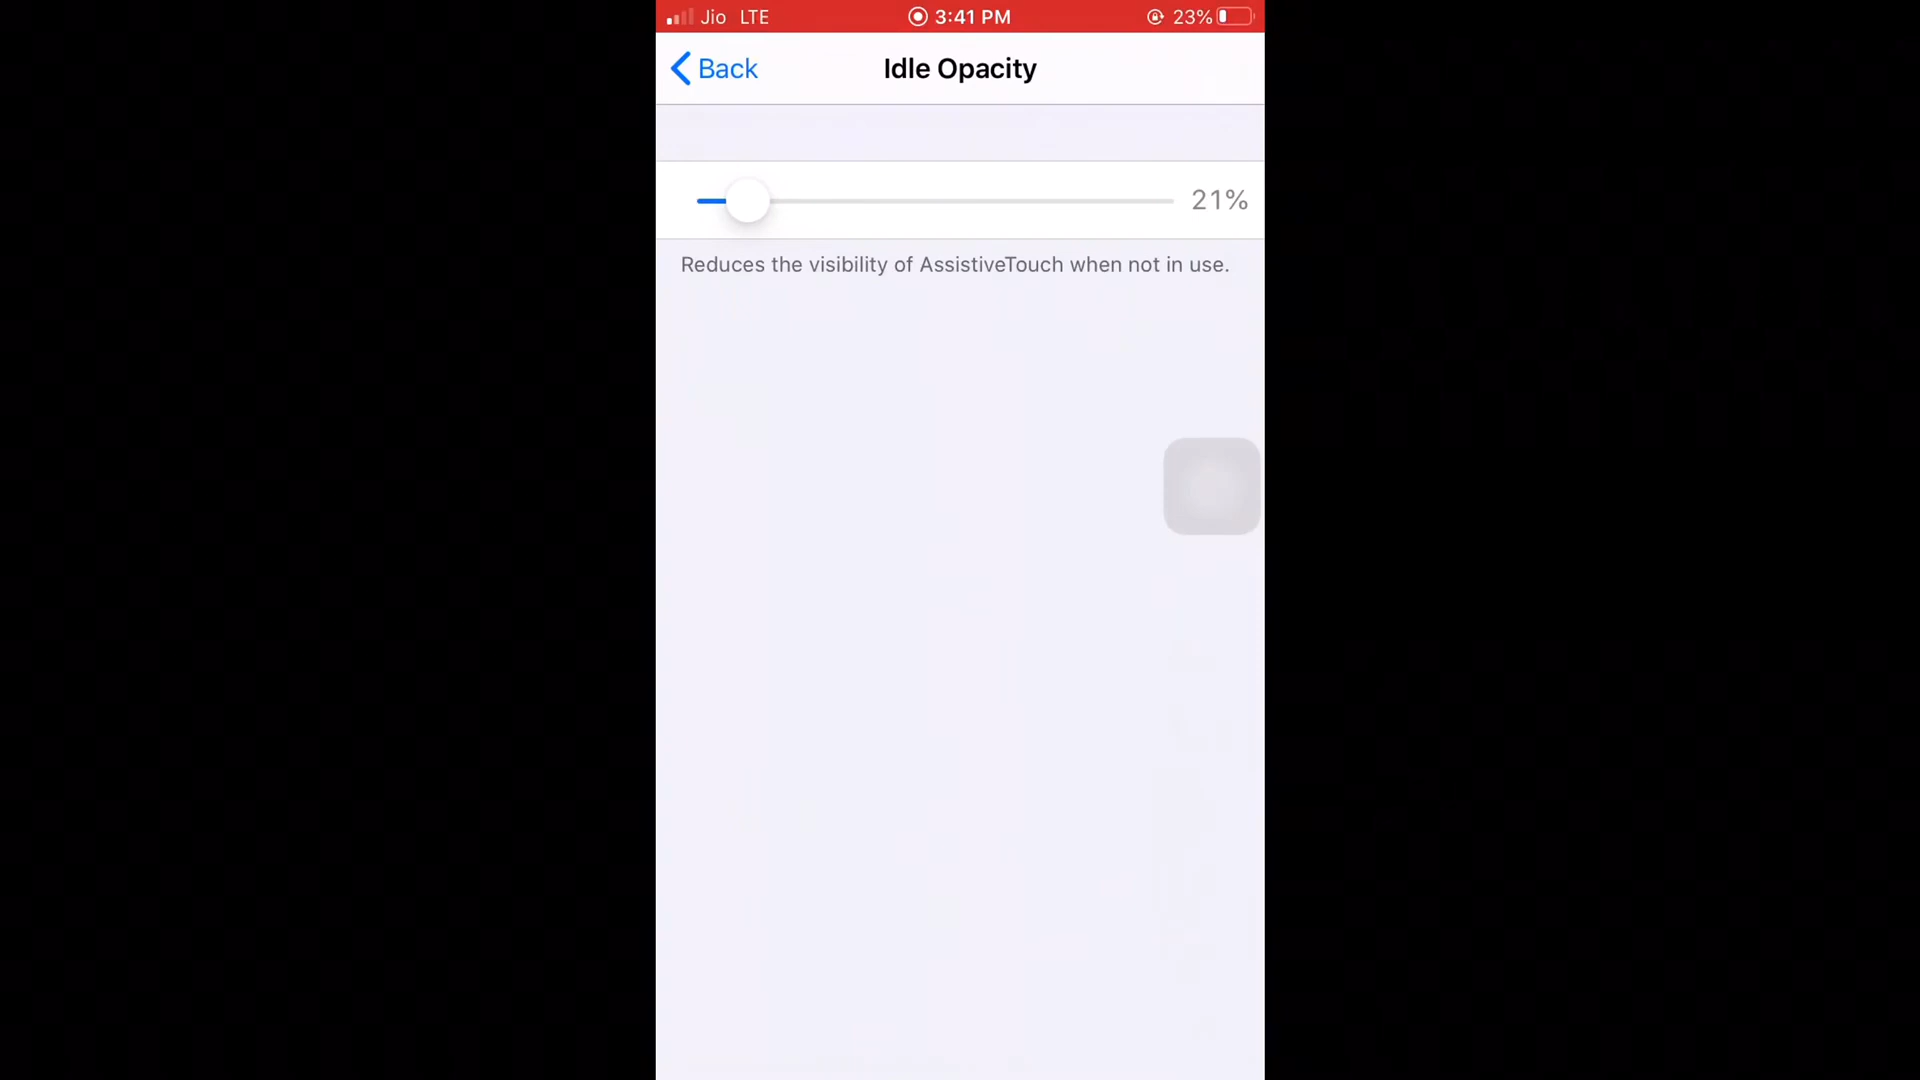 Jio LTE 3:41 PM 23%
Back Idle Opacity
21%
Reduces the visibility of AssistiveTouch when not in use.